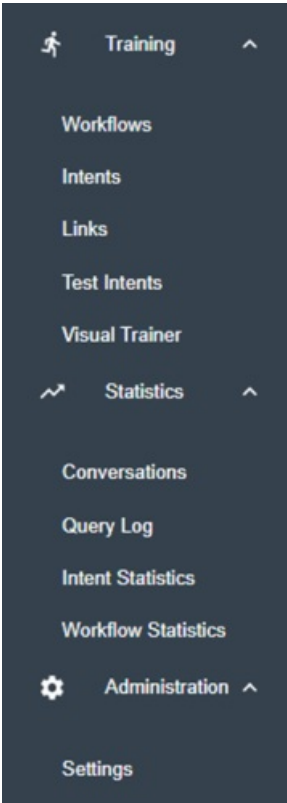 Training
Workflows
Intents
Links
Test Intents
Visual Trainer
Statistics
Conversations
Query Log
Intent Statistics
Workflow Statistics
Administration
Settings